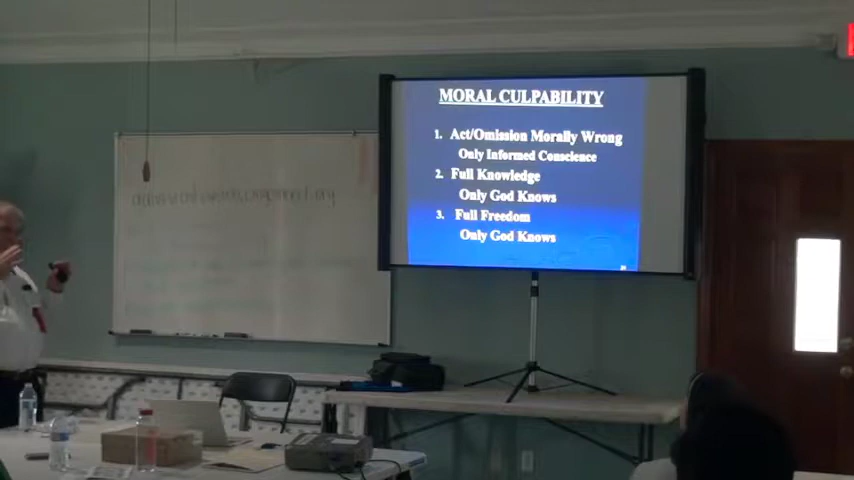 MORAL CULPABILITY
1. Act/Omission Morally Wrong
Only Informed Conscience
2. Full Knowledge
Only God Knows
3. Full Freedom
Only God Knows